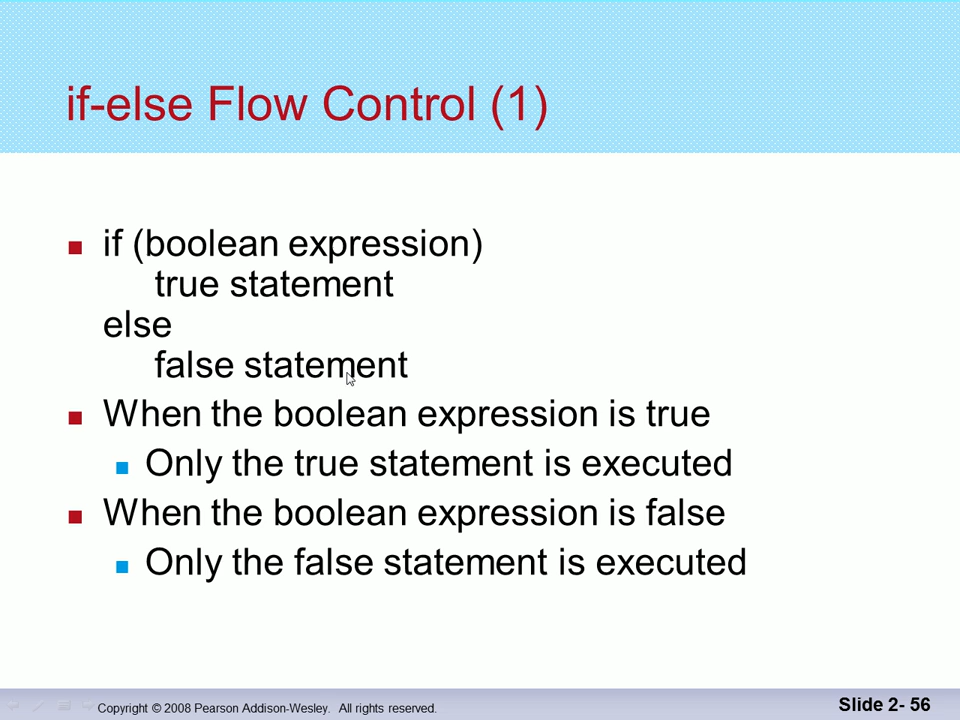 if-else Flow Control (1)
if (boolean expression)
true statement
else
false statement
When the boolean expression is true
Only the true statement is executed
When the boolean expression is false
Only the false statement is executed
Copyright © 2008 Pearson Addison-Wesley. All rights reserved.
Slide 2- 56